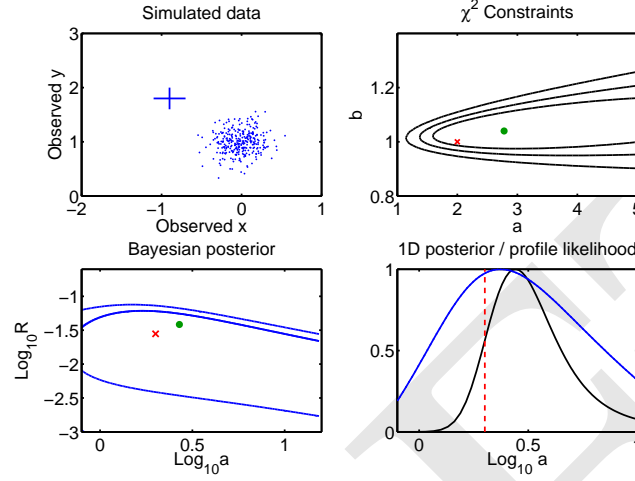 Simulated data
3
2
1
0
−2
−1
0
1
Observed y
Observed x
χ² Constraints
1.2
1
0.8
1
2
3
4
5
b
a
Bayesian posterior
−1
−1.5
−2
−2.5
−3
0
0.5
1
Log₁₀R
Log₁₀a
1D posterior / profile likelihood
1
0.5
0
0
0.5
1
Log₁₀ a